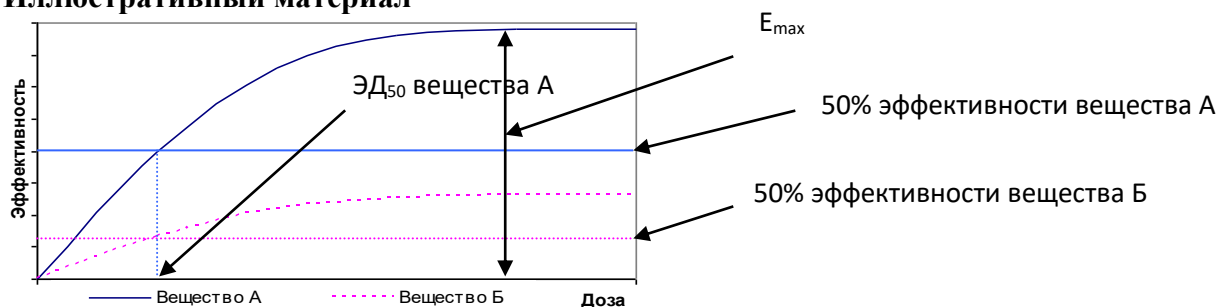 Иллюстративный материал
Emax
ЭД50 вещества А
50% эффективности вещества А
Эффективность
50% эффективности вещества Б
Вещество А
Вещество Б
Доза